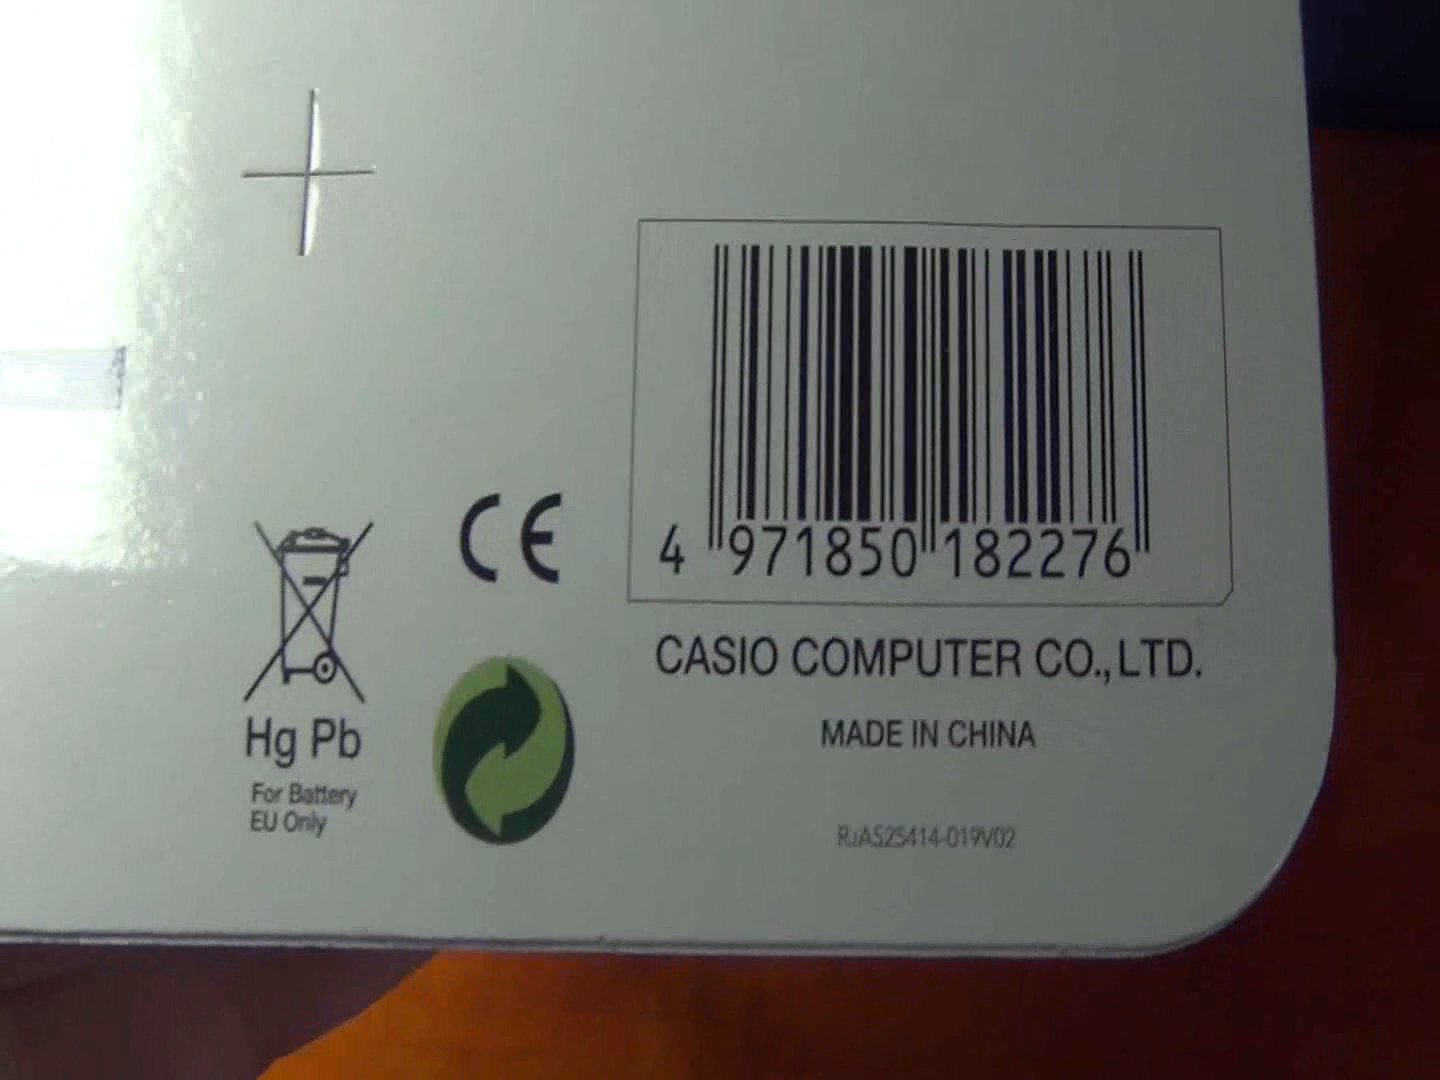 4 971850 182276
CASIO COMPUTER CO., LTD.
MADE IN CHINA
RJA525414-019V02
CE
Hg Pb
For Battery
EU Only